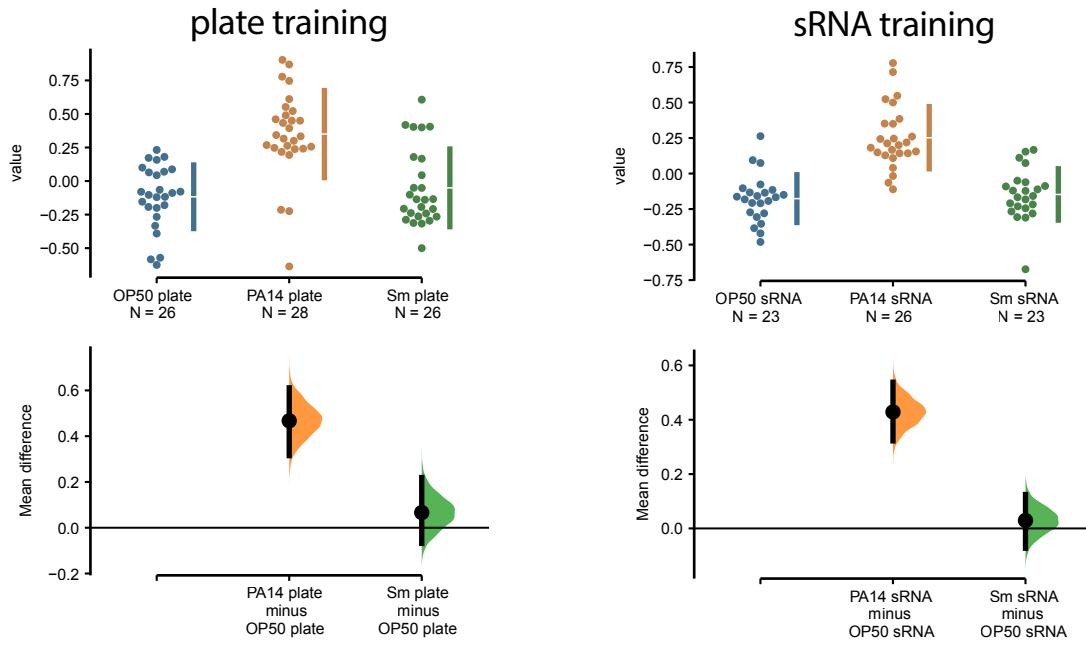 plate training
sRNA training
value
0.75
0.50
0.25
0.00
−0.25
−0.50
OP50 plate
N = 26
PA14 plate
N = 28
Sm plate
N = 26
value
0.75
0.50
0.25
0.00
−0.25
−0.50
−0.75
OP50 sRNA
N = 23
PA14 sRNA
N = 26
Sm sRNA
N = 23
Mean difference
0.6
0.4
0.2
0.0
−0.2
PA14 plate
minus
OP50 plate
Sm plate
minus
OP50 plate
Mean difference
0.6
0.4
0.2
0.0
PA14 sRNA
minus
OP50 sRNA
Sm sRNA
minus
OP50 sRNA